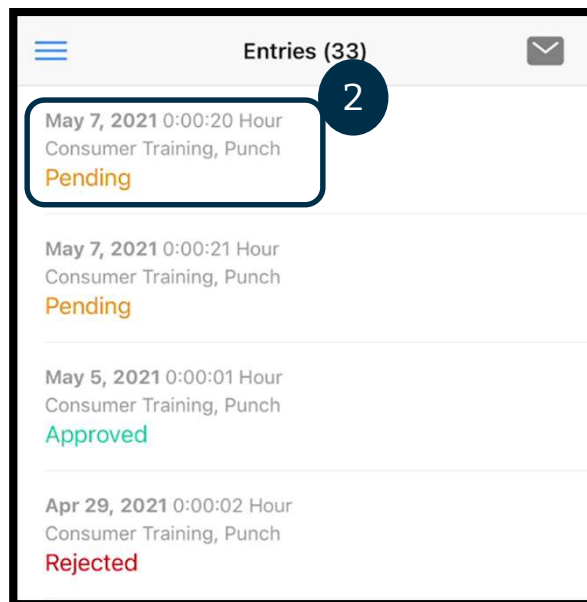 Entries (33)
2
May 7, 2021 0:00:20 Hour
Consumer Training, Punch
Pending
May 7, 2021 0:00:21 Hour
Consumer Training, Punch
Pending
May 5, 2021 0:00:01 Hour
Consumer Training, Punch
Approved
Apr 29, 2021 0:00:02 Hour
Consumer Training, Punch
Rejected